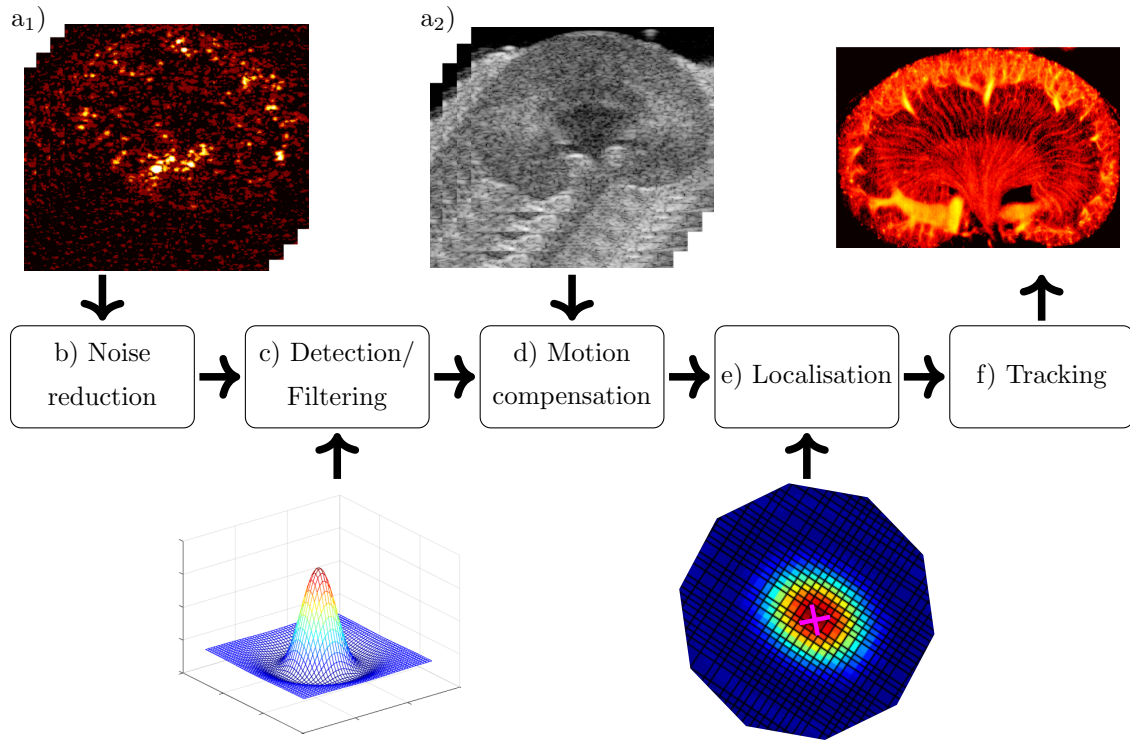 a₁)
a₂)
b) Noise
reduction
c) Detection/
Filtering
d) Motion
compensation
e) Localisation
f) Tracking